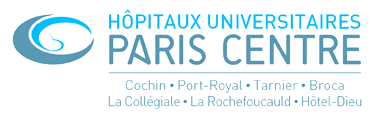 HÔPITAUX UNIVERSITAIRES
PARIS CENTRE
Cochin • Port-Royal • Tarnier • Broca
La Collégiale • La Rochefoucauld • Hôtel-Dieu